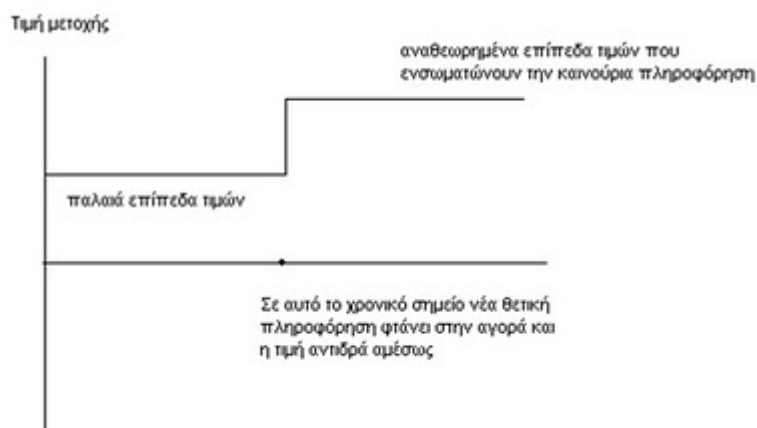 Τιμή μετοχής
αναθεωρημένα επίπεδα τιμών που
ενσωματώνουν την καινούρια πληροφόρηση
παλαιά επίπεδα τιμών
Σε αυτό το χρονικό σημείο νέα θετική
πληροφόρηση φτάνει στην αγορά και
η τιμή αντιδρά αμέσως